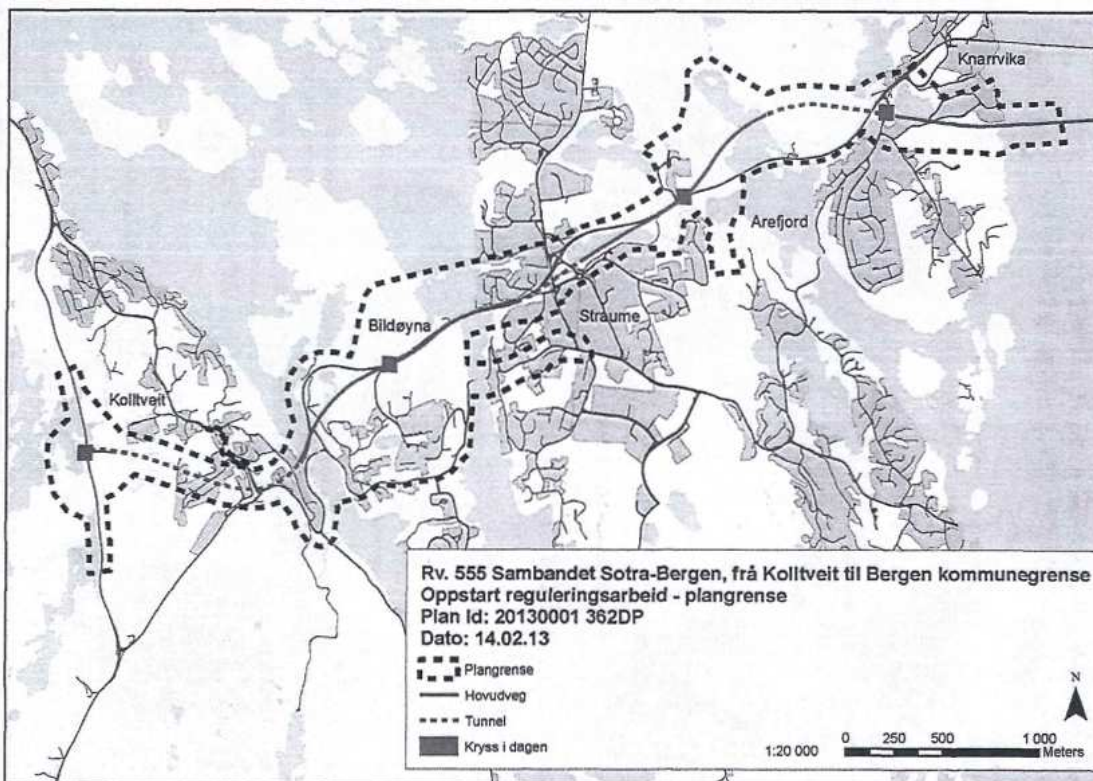 Knarrvika
Arefjord
Straume
Bildøyna
Kolltveit
Rv. 555 Sambandet Sotra-Bergen, frå Kolltveit til Bergen kommunegrense
Oppstart reguleringsarbeid - plangrense
Plan Id: 20130001 362DP
Dato: 14.02.13
Plangrense
Hovudveg
Tunnel
Kryss i dagen
N
1:20 000
0 250 500 1 000
Meters